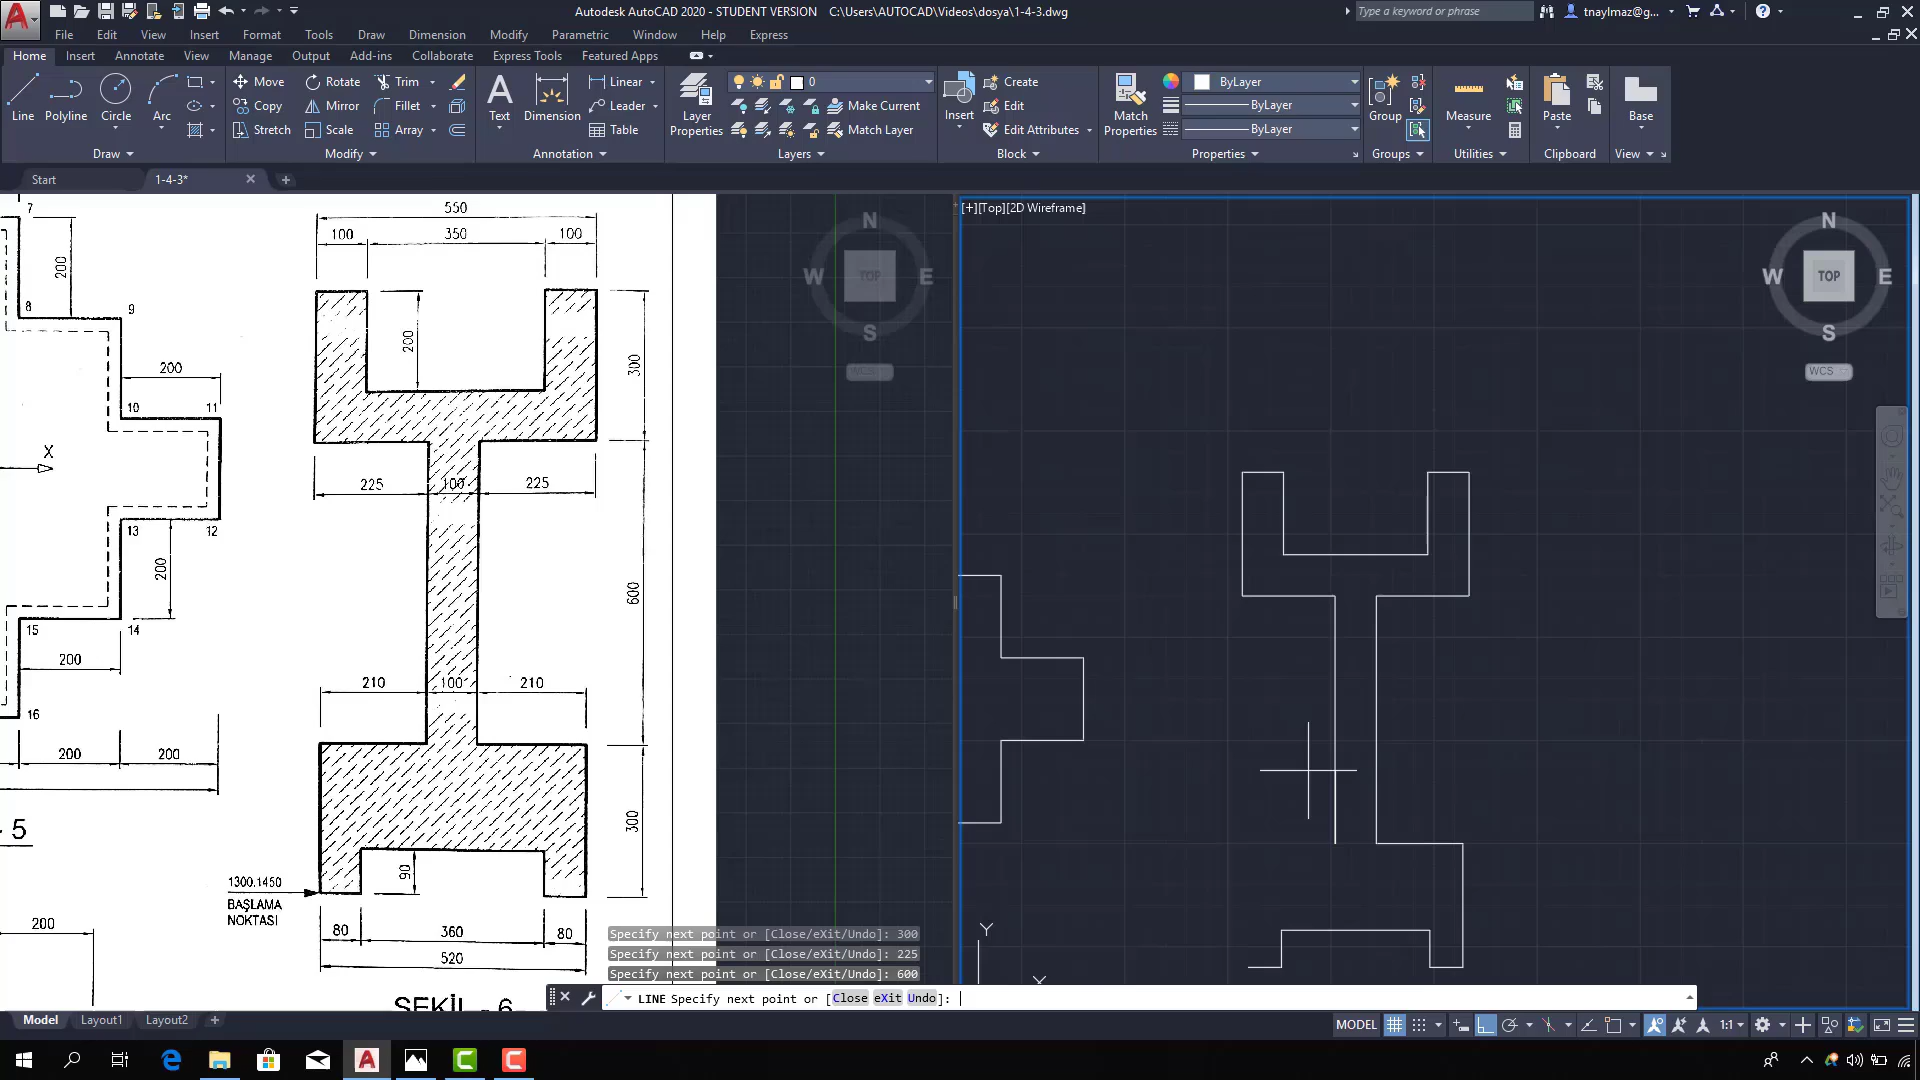 Autodesk AutoCAD 2020 - STUDENT VERSION C:\Users\AUTOCAD\Videos\dosya\1-4-3.dwg
Type a keyword or phrase
tnaylmaz@g...
File Edit View Insert Format Tools Draw Dimension Modify Parametric Window Help Express
Home Insert Annotate View Manage Output Add-ins Collaborate Express Tools Featured Apps
Line Polyline Circle Arc
Move Rotate Trim
Copy Mirror Fillet
Stretch Scale Array
Text Dimension
Linear
Leader
Table
Layer Properties
0
Make Current
Match Layer
Insert
Create
Edit
Edit Attributes
Match Properties
ByLayer
ByLayer
ByLayer
Group
Measure
Paste
Base
Draw Modify Annotation Layers Block Properties Groups Utilities Clipboard View
Start 1-4-3*
[+][Top][2D Wireframe]
7
200
8
9
200
10
11
X
13
12
200
15
14
200
16
200
200
- 5
200
550
100
350
100
200
300
225
100
225
600
210
100
210
300
90
1300.1450
BAŞLAMA
NOKTASI
80
360
80
520
ŞEKİL - 6
N
W
TOP
E
S
N
W
TOP
E
S
WCS
Y
X
Specify next point or [Close/eXit/Undo]: 300
Specify next point or [Close/eXit/Undo]: 225
Specify next point or [Close/eXit/Undo]: 600
LINE Specify next point or [Close eXit Undo]:
Model Layout1 Layout2
MODEL
1:1